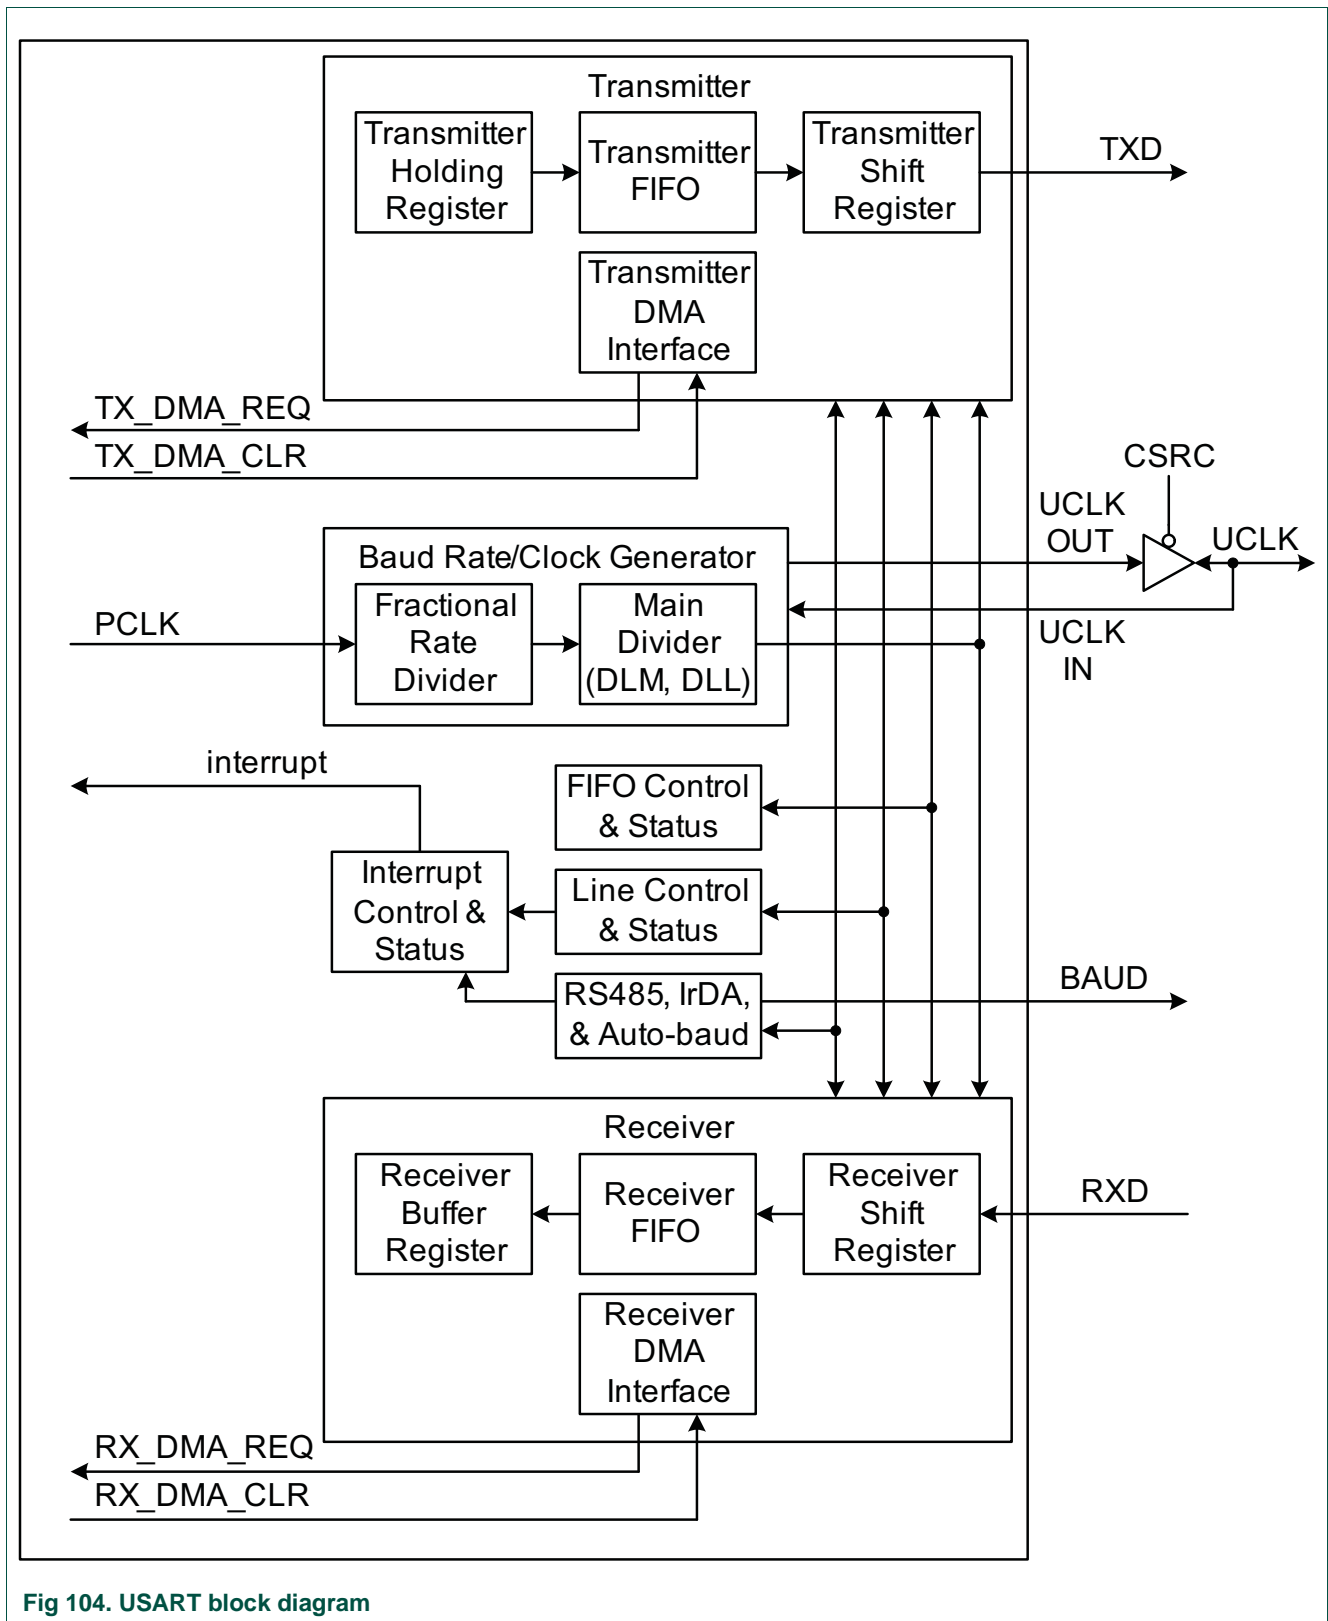 Transmitter
Transmitter
Holding
Register
Transmitter
FIFO
Transmitter
Shift
Register
TXD
Transmitter
DMA
Interface
TX_DMA_REQ
TX_DMA_CLR
CSRC
UCLK
OUT
UCLK
Baud Rate/Clock Generator
PCLK
Fractional
Rate
Divider
Main
Divider
(DLM, DLL)
UCLK
IN
interrupt
FIFO Control
& Status
Interrupt
Control &
Status
Line Control
& Status
RS485, IrDA,
& Auto-baud
BAUD
Receiver
Receiver
Buffer
Register
Receiver
FIFO
Receiver
Shift
Register
RXD
Receiver
DMA
Interface
RX_DMA_REQ
RX_DMA_CLR
Fig 104. USART block diagram